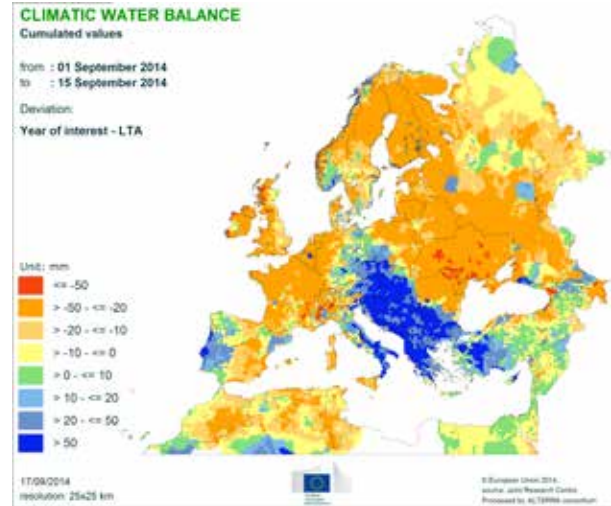 CLIMATIC WATER BALANCE
Cumulated values
from : 01 September 2014
to : 15 September 2014
Deviation:
Year of interest - LTA
Unit: mm
<= -50
> -50 - <= -20
> -20 - <= -10
> -10 - <= 0
> 0 - <= 10
> 10 - <= 20
> 20 - <= 50
> 50
17/09/2014
resolution: 25x25 km
© European Union 2014,
source: Joint Research Centre
Processed by ALTERRA consortium